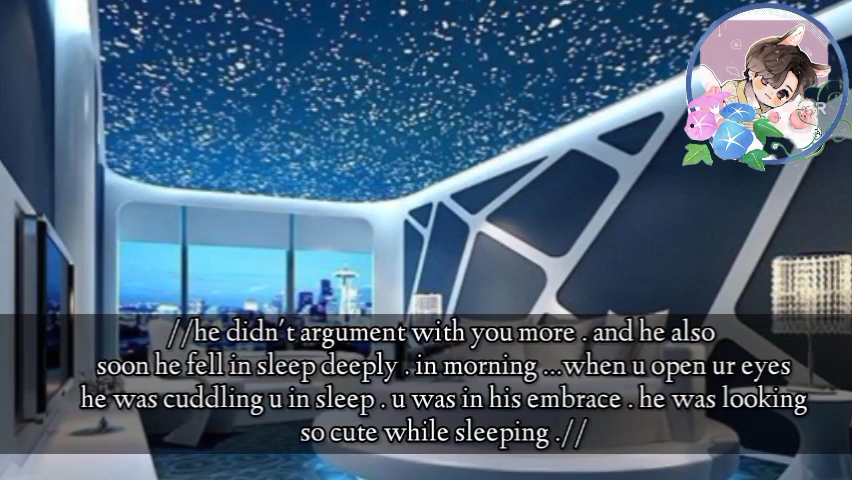 //he didn't argument with you more . and he also
soon he fell in sleep deeply . in morning ...when u open ur eyes
he was cuddling u in sleep . u was in his embrace . he was looking
so cute while sleeping .//